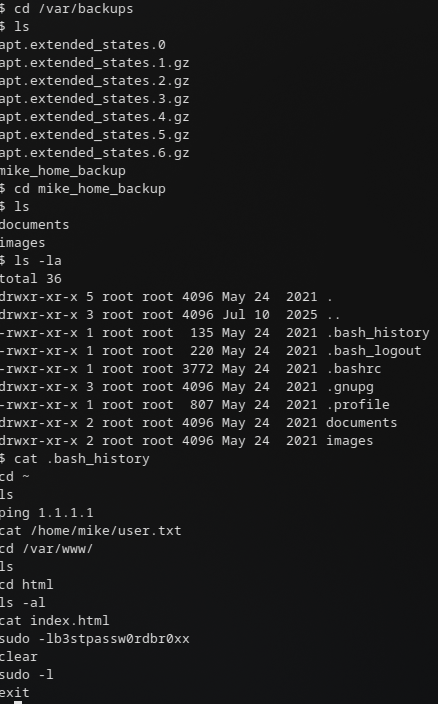 $ cd /var/backups
$ ls
apt.extended_states.0
apt.extended_states.1.gz
apt.extended_states.2.gz
apt.extended_states.3.gz
apt.extended_states.4.gz
apt.extended_states.5.gz
apt.extended_states.6.gz
mike_home_backup
$ cd mike_home_backup
$ ls
documents
images
$ ls -la
total 36
drwxr-xr-x 5 root root 4096 May 24  2021 .
drwxr-xr-x 3 root root 4096 Jul 10  2025 ..
-rwxr-xr-x 1 root root  135 May 24  2021 .bash_history
-rwxr-xr-x 1 root root  220 May 24  2021 .bash_logout
-rwxr-xr-x 1 root root 3772 May 24  2021 .bashrc
drwxr-xr-x 3 root root 4096 May 24  2021 .gnupg
-rwxr-xr-x 1 root root  807 May 24  2021 .profile
drwxr-xr-x 2 root root 4096 May 24  2021 documents
drwxr-xr-x 2 root root 4096 May 24  2021 images
$ cat .bash_history
cd ~
ls
ping 1.1.1.1
cat /home/mike/user.txt
cd /var/www/
ls
cd html
ls -al
cat index.html
sudo -lb3stpassw0rdbr0xx
clear
sudo -l
exit